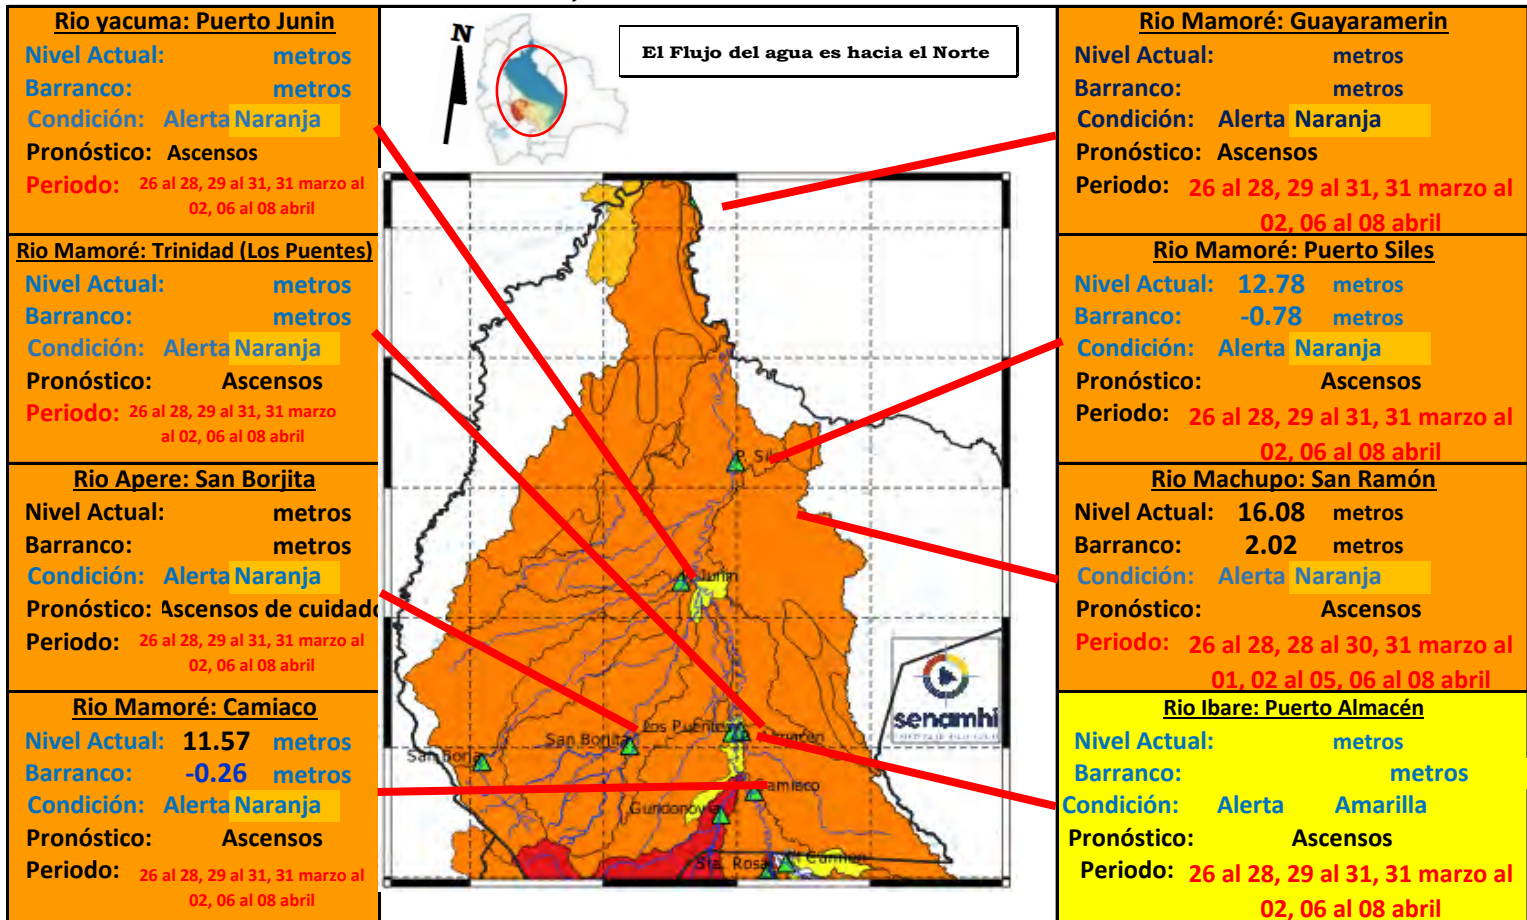 Rio yacuma: Puerto Junin
Nivel Actual: metros
Barranco: metros
Condición: Alerta Naranja
Pronóstico: Ascensos
Periodo: 26 al 28, 29 al 31, 31 marzo al
02, 06 al 08 abril
Rio Mamoré: Trinidad (Los Puentes)
Nivel Actual: metros
Barranco: metros
Condición: Alerta Naranja
Pronóstico: Ascensos
Periodo: 26 al 28, 29 al 31, 31 marzo
al 02, 06 al 08 abril
Rio Apere: San Borjita
Nivel Actual: metros
Barranco: metros
Condición: Alerta Naranja
Pronóstico: Ascensos de cuidado
Periodo: 26 al 28, 29 al 31, 31 marzo al
02, 06 al 08 abril
Rio Mamoré: Camiaco
Nivel Actual: 11.57 metros
Barranco: -0.26 metros
Condición: Alerta Naranja
Pronóstico: Ascensos
Periodo: 26 al 28, 29 al 31, 31 marzo al
02, 06 al 08 abril
N
El Flujo del agua es hacia el Norte
P. Siles
Junin
Los Puentes
San Borjita
San Borja
Camiaco
Gundonovia
Sta. Rosa
El Carmen
senamhi
Rio Mamoré: Guayaramerin
Nivel Actual: metros
Barranco: metros
Condición: Alerta Naranja
Pronóstico: Ascensos
Periodo: 26 al 28, 29 al 31, 31 marzo al
02, 06 al 08 abril
Rio Mamoré: Puerto Siles
Nivel Actual: 12.78 metros
Barranco: -0.78 metros
Condición: Alerta Naranja
Pronóstico: Ascensos
Periodo: 26 al 28, 29 al 31, 31 marzo al
02, 06 al 08 abril
Rio Machupo: San Ramón
Nivel Actual: 16.08 metros
Barranco: 2.02 metros
Condición: Alerta Naranja
Pronóstico: Ascensos
Periodo: 26 al 28, 28 al 30, 31 marzo al
01, 02 al 05, 06 al 08 abril
Rio Ibare: Puerto Almacén
Nivel Actual: metros
Barranco: metros
Condición: Alerta Amarilla
Pronóstico: Ascensos
Periodo: 26 al 28, 29 al 31, 31 marzo al
02, 06 al 08 abril